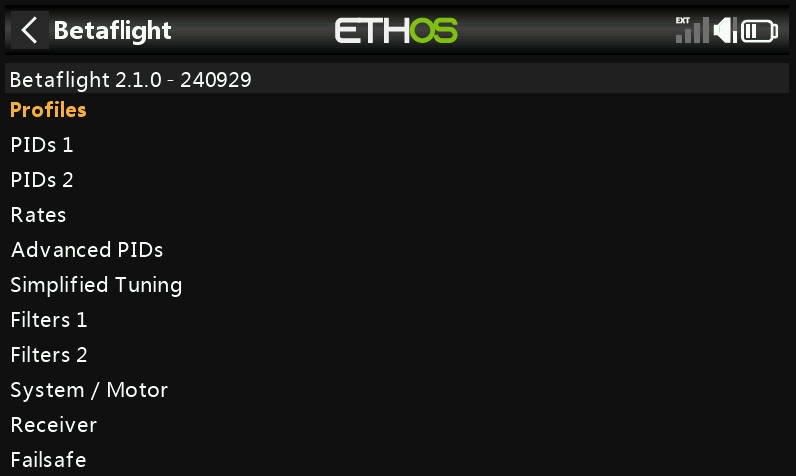 Betaflight
ETHOS
EXT
Betaflight 2.1.0 - 240929
Profiles
PIDs 1
PIDs 2
Rates
Advanced PIDs
Simplified Tuning
Filters 1
Filters 2
System / Motor
Receiver
Failsafe